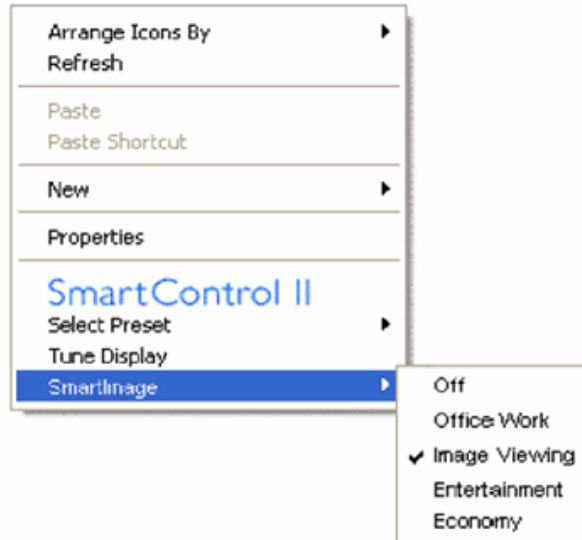 Arrange Icons By
Refresh
Paste
Paste Shortcut
New
Properties
SmartControl II
Select Preset
Tune Display
SmartImage
Off
Office Work
Image Viewing
Entertainment
Economy